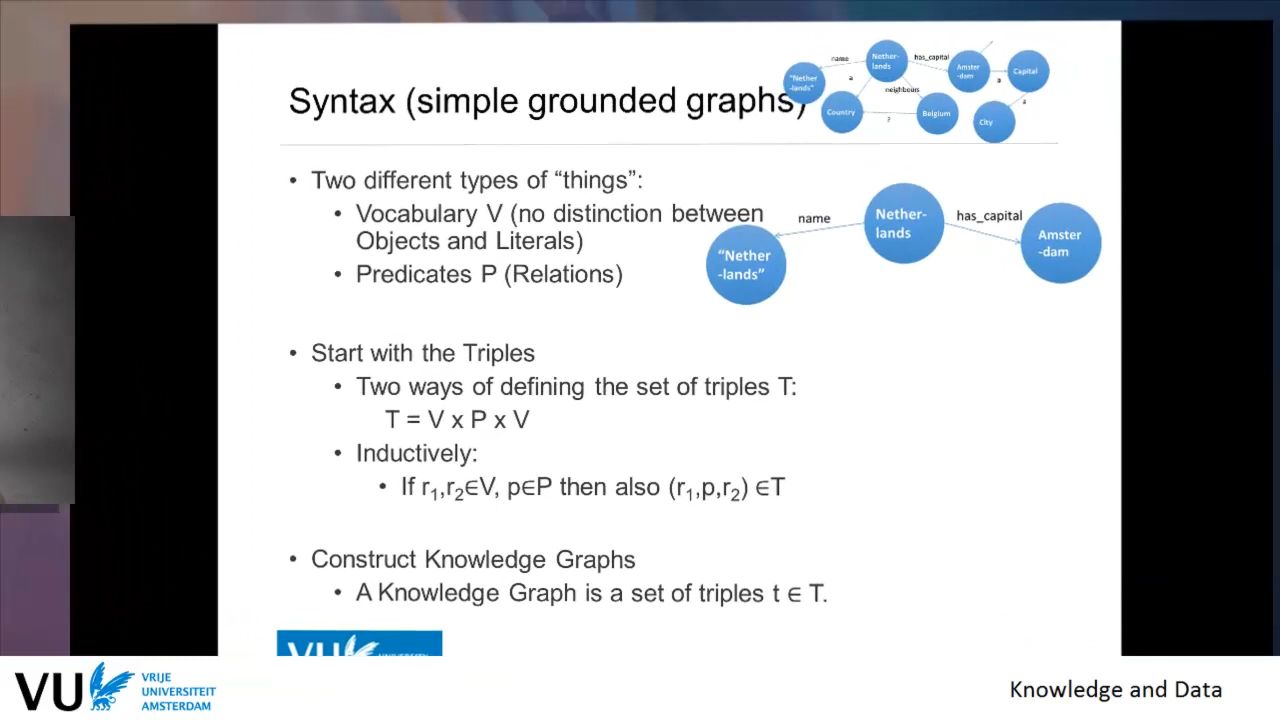 Syntax (simple grounded graphs)
name
Nether-
lands
has_capital
Amster
-dam
Capital
"Nether
-lands"
a
a
neighbours
Country
?
Belgium
City
a
• Two different types of "things":
• Vocabulary V (no distinction between
Objects and Literals)
• Predicates P (Relations)
name
Nether-
lands
has_capital
"Nether
-lands"
Amster
-dam
• Start with the Triples
• Two ways of defining the set of triples T:
T = V x P x V
• Inductively:
• If r₁,r₂∈V, p∈P then also (r₁,p,r₂) ∈T
• Construct Knowledge Graphs
• A Knowledge Graph is a set of triples t ∈ T.
VU
VU
VRIJE
UNIVERSITEIT
AMSTERDAM
Knowledge and Data